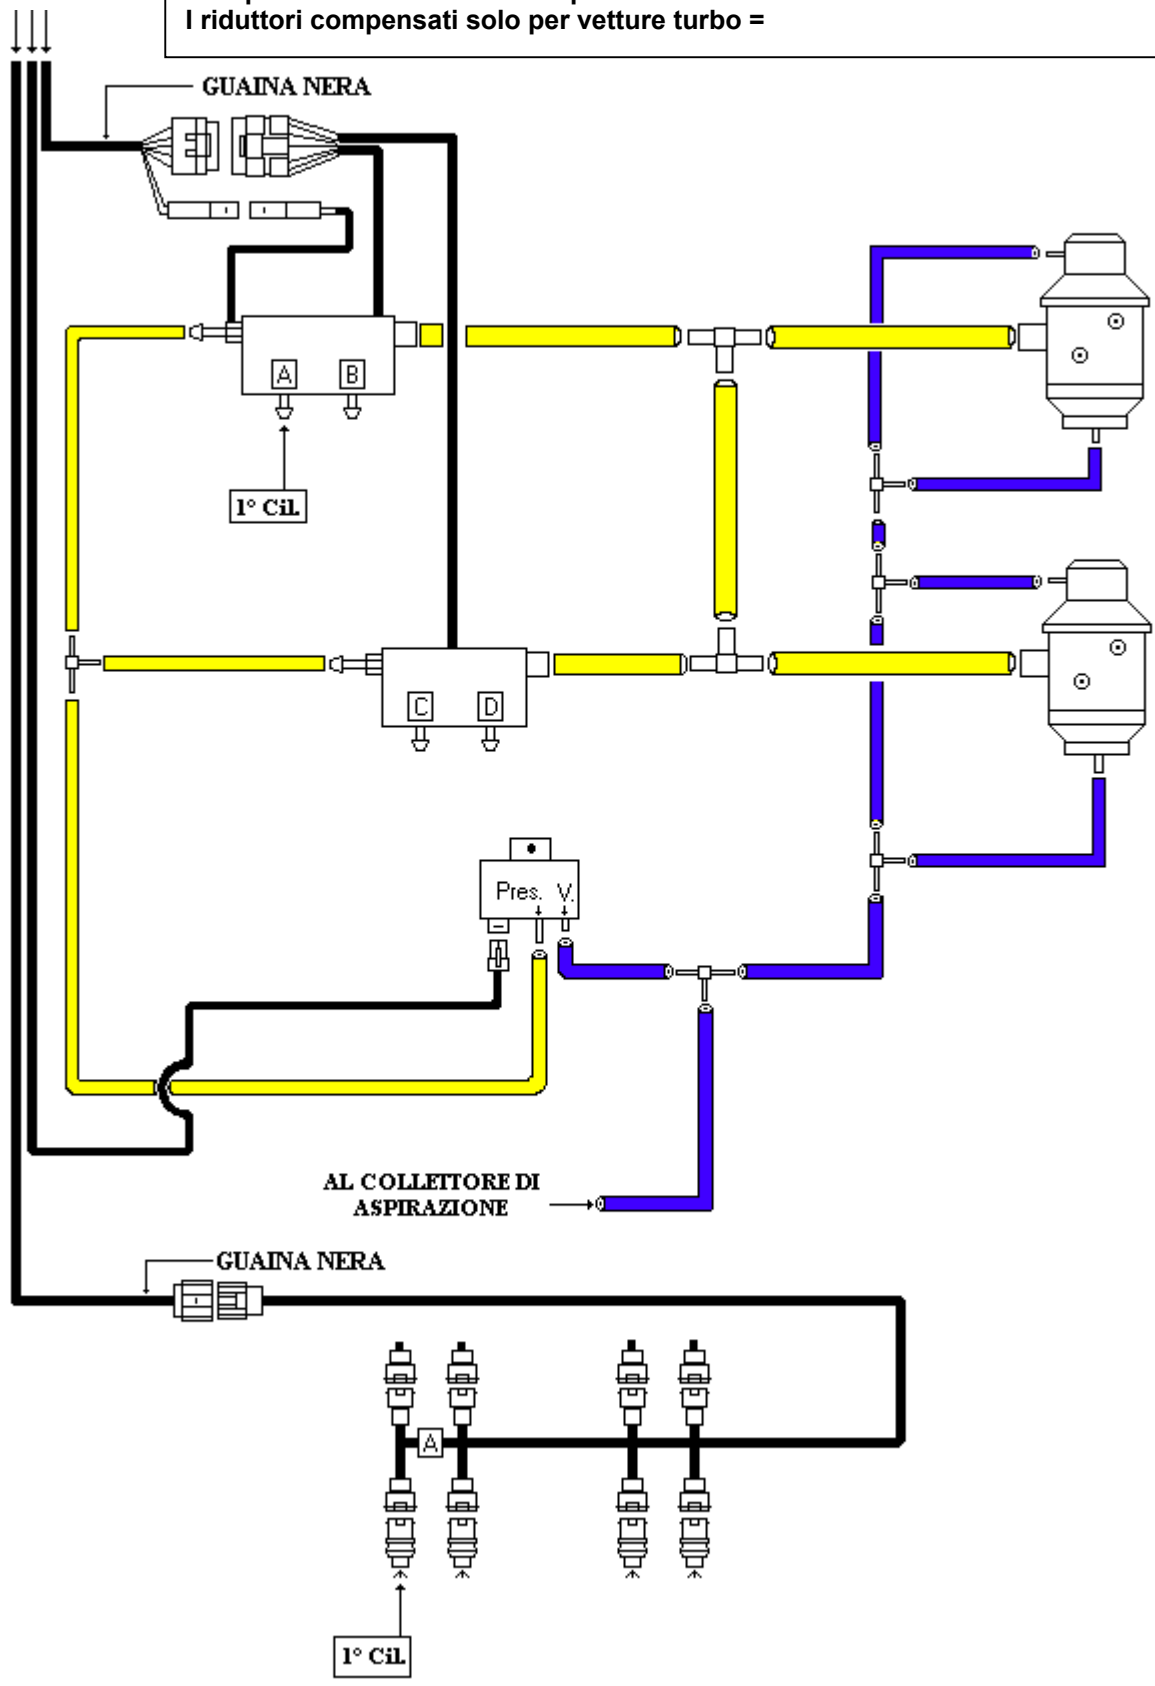 I riduttori compensati solo per vetture turbo =
GUAINA NERA
A B
1° Cil.
C D
Pres. V.
AL COLLETTORE DI
ASPIRAZIONE
GUAINA NERA
A
1° Cil.